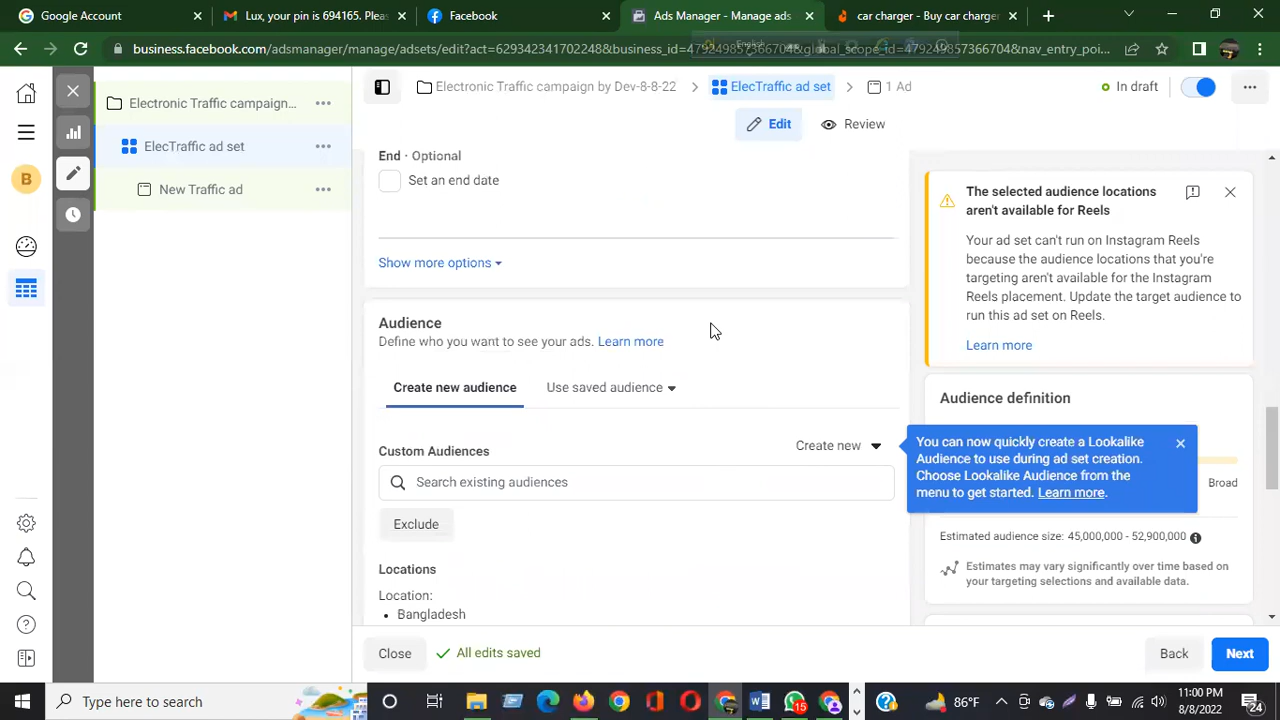 Google Account
Lux, your pin is 694165. Pleas
Facebook
Ads Manager - Manage ads
car charger - Buy car charger
business.facebook.com/adsmanager/manage/adsets/edit?act=629342341702248&business_id=479249857366704&global_scope_id=479249857366704&nav_entry_poi...
English
Electronic Traffic campaign...
ElecTraffic ad set
New Traffic ad
B
Electronic Traffic campaign by Dev-8-8-22
ElecTraffic ad set
1 Ad
In draft
Edit
Review
End • Optional
Set an end date
Show more options
Audience
Define who you want to see your ads. Learn more
Create new audience
Use saved audience
Custom Audiences
Create new
Search existing audiences
Exclude
Locations
Location:
• Bangladesh
The selected audience locations
aren't available for Reels
Your ad set can't run on Instagram Reels
because the audience locations that you're
targeting aren't available for the Instagram
Reels placement. Update the target audience to
run this ad set on Reels.
Learn more
Audience definition
You can now quickly create a Lookalike
Audience to use during ad set creation.
Choose Lookalike Audience from the
menu to get started. Learn more.
Broad
Estimated audience size: 45,000,000 - 52,900,000
Estimates may vary significantly over time based on
your targeting selections and available data.
Close
All edits saved
Back
Next
Type here to search
15
86°F
11:00 PM
8/8/2022
24